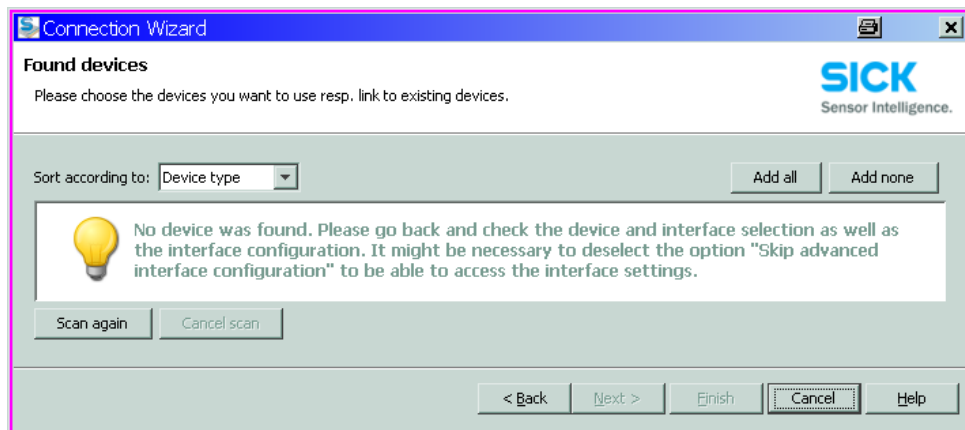 Connection Wizard
Found devices
Please choose the devices you want to use resp. link to existing devices.
SICK
Sensor Intelligence.
Sort according to: Device type
Add all
Add none
No device was found. Please go back and check the device and interface selection as well as
the interface configuration. It might be necessary to deselect the option "Skip advanced
interface configuration" to be able to access the interface settings.
Scan again
Cancel scan
< Back
Next >
Finish
Cancel
Help